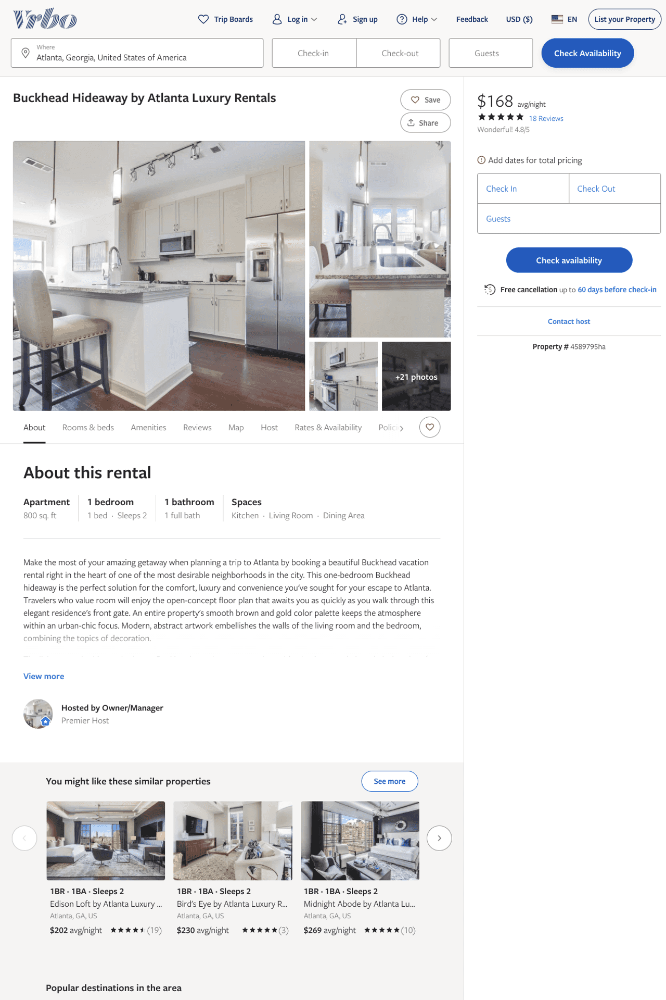 Vrbo
Trip Boards
Log in
Sign up
Help
Feedback
USD ($)
EN
List your Property
Where
Atlanta, Georgia, United States of America
Check-in
Check-out
Guests
Check Availability
Buckhead Hideaway by Atlanta Luxury Rentals
Save
Share
+21 photos
$168 avg/night
18 Reviews
Wonderful! 4.8/5
Add dates for total pricing
Check In
Check Out
Guests
Check availability
Free cancellation up to 60 days before check-in
Contact host
Property # 4589795ha
About
Rooms & beds
Amenities
Reviews
Map
Host
Rates & Availability
Polici
About this rental
Apartment
800 sq. ft
1 bedroom
1 bed · Sleeps 2
1 bathroom
1 full bath
Spaces
Kitchen · Living Room · Dining Area
Make the most of your amazing getaway when planning a trip to Atlanta by booking a beautiful Buckhead vacation
rental right in the heart of one of the most desirable neighborhoods in the city. This one-bedroom Buckhead
hideaway is the perfect solution for the comfort, luxury and convenience you've sought for your escape to Atlanta.
Travelers who value room will enjoy the open-concept floor plan that awaits you as quickly as you walk through this
elegant residence's front gate. An entire property's smooth brown and gold color palette keeps the atmosphere
within an urban-chic focus. Modern, abstract artwork embellishes the walls of the living room and the bedroom,
combining the topics of decoration.
View more
Hosted by Owner/Manager
Premier Host
You might like these similar properties
See more
1BR · 1BA · Sleeps 2
Edison Loft by Atlanta Luxury ...
Atlanta, GA, US
$202 avg/night
(19)
1BR · 1BA · Sleeps 2
Bird's Eye by Atlanta Luxury R...
Atlanta, GA, US
$230 avg/night
(3)
1BR · 1BA · Sleeps 2
Midnight Abode by Atlanta Lu...
Atlanta, GA, US
$269 avg/night
(10)
Popular destinations in the area